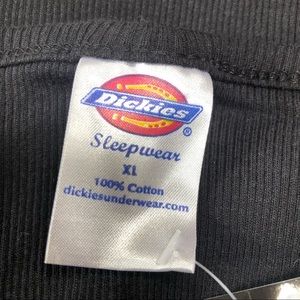 Dickies
®
Sleepwear
XL
100% Cotton
dickiesunderwear.com